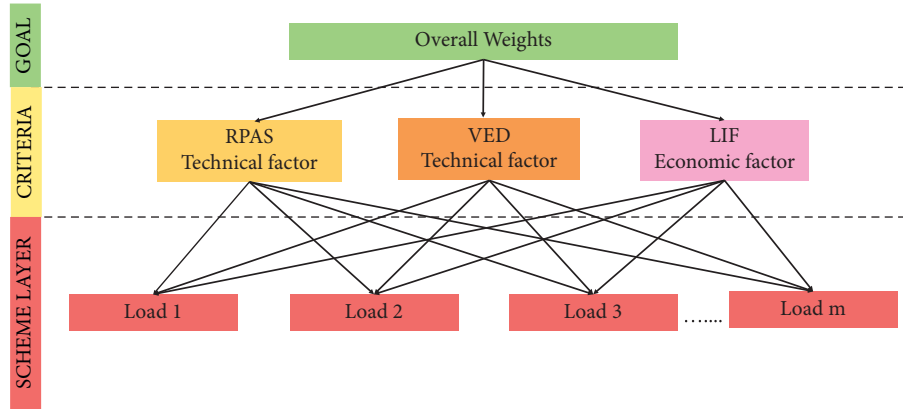 GOAL
Overall Weights
CRITERIA
RPAS
Technical factor
VED
Technical factor
LIF
Economic factor
SCHEME LAYER
Load 1
Load 2
Load 3
…....
Load m